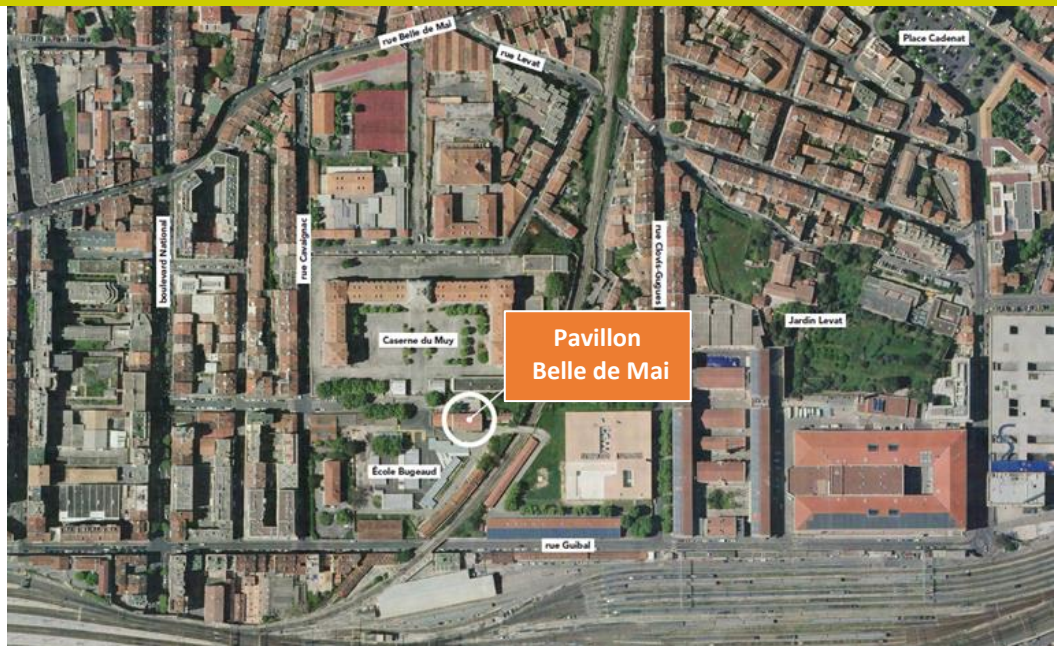 rue Belle de Mai
rue Levat
Place Cadenat
boulevard National
rue Cavaignac
rue Clovis-Gugues
Caserne du Muy
Jardin Levat
Pavillon
Belle de Mai
École Bugeaud
rue Guibal